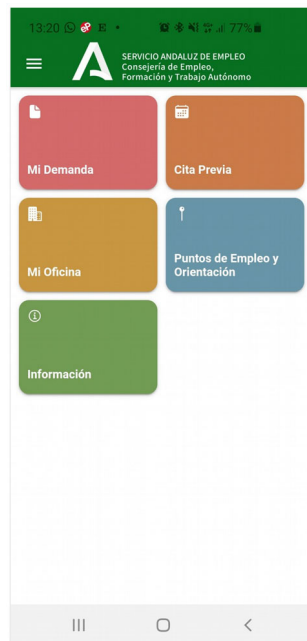 13:20
77%
SERVICIO ANDALUZ DE EMPLEO
Consejería de Empleo,
Formación y Trabajo Autónomo
Mi Demanda
Cita Previa
Mi Oficina
Puntos de Empleo y
Orientación
Información